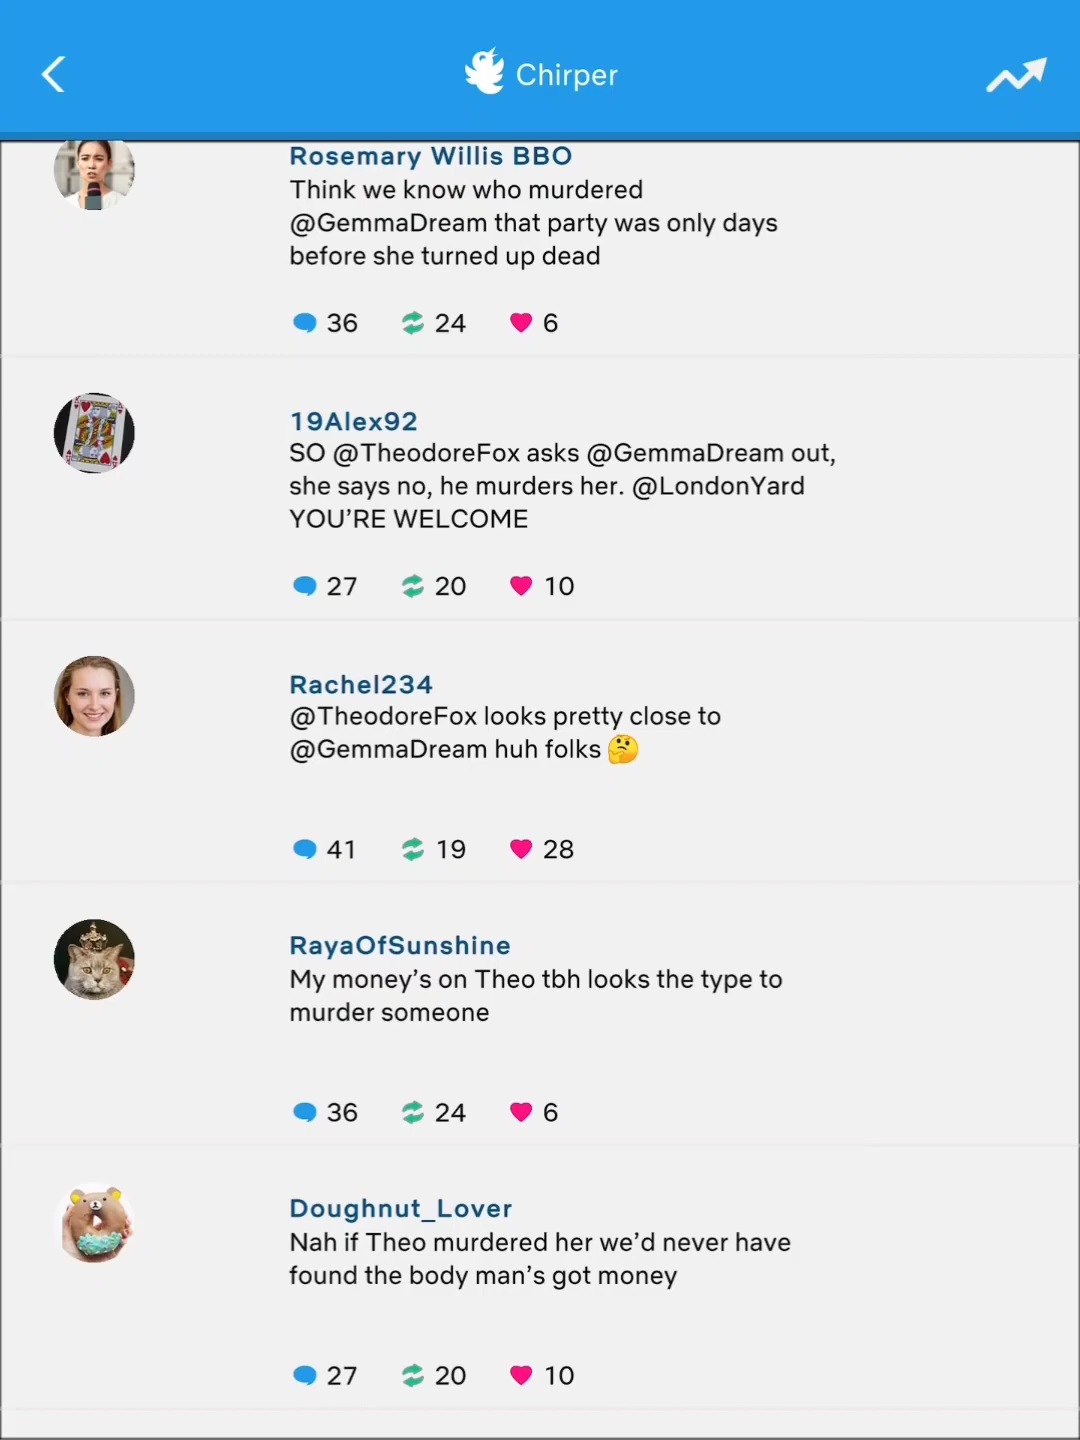 Chirper
Rosemary Willis BBO
Think we know who murdered
@GemmaDream that party was only days
before she turned up dead
36 24 6
19Alex92
SO @TheodoreFox asks @GemmaDream out,
she says no, he murders her. @LondonYard
YOU’RE WELCOME
27 20 10
Rachel234
@TheodoreFox looks pretty close to
@GemmaDream huh folks 🤔
41 19 28
RayaOfSunshine
My money’s on Theo tbh looks the type to
murder someone
36 24 6
Doughnut_Lover
Nah if Theo murdered her we’d never have
found the body man’s got money
27 20 10